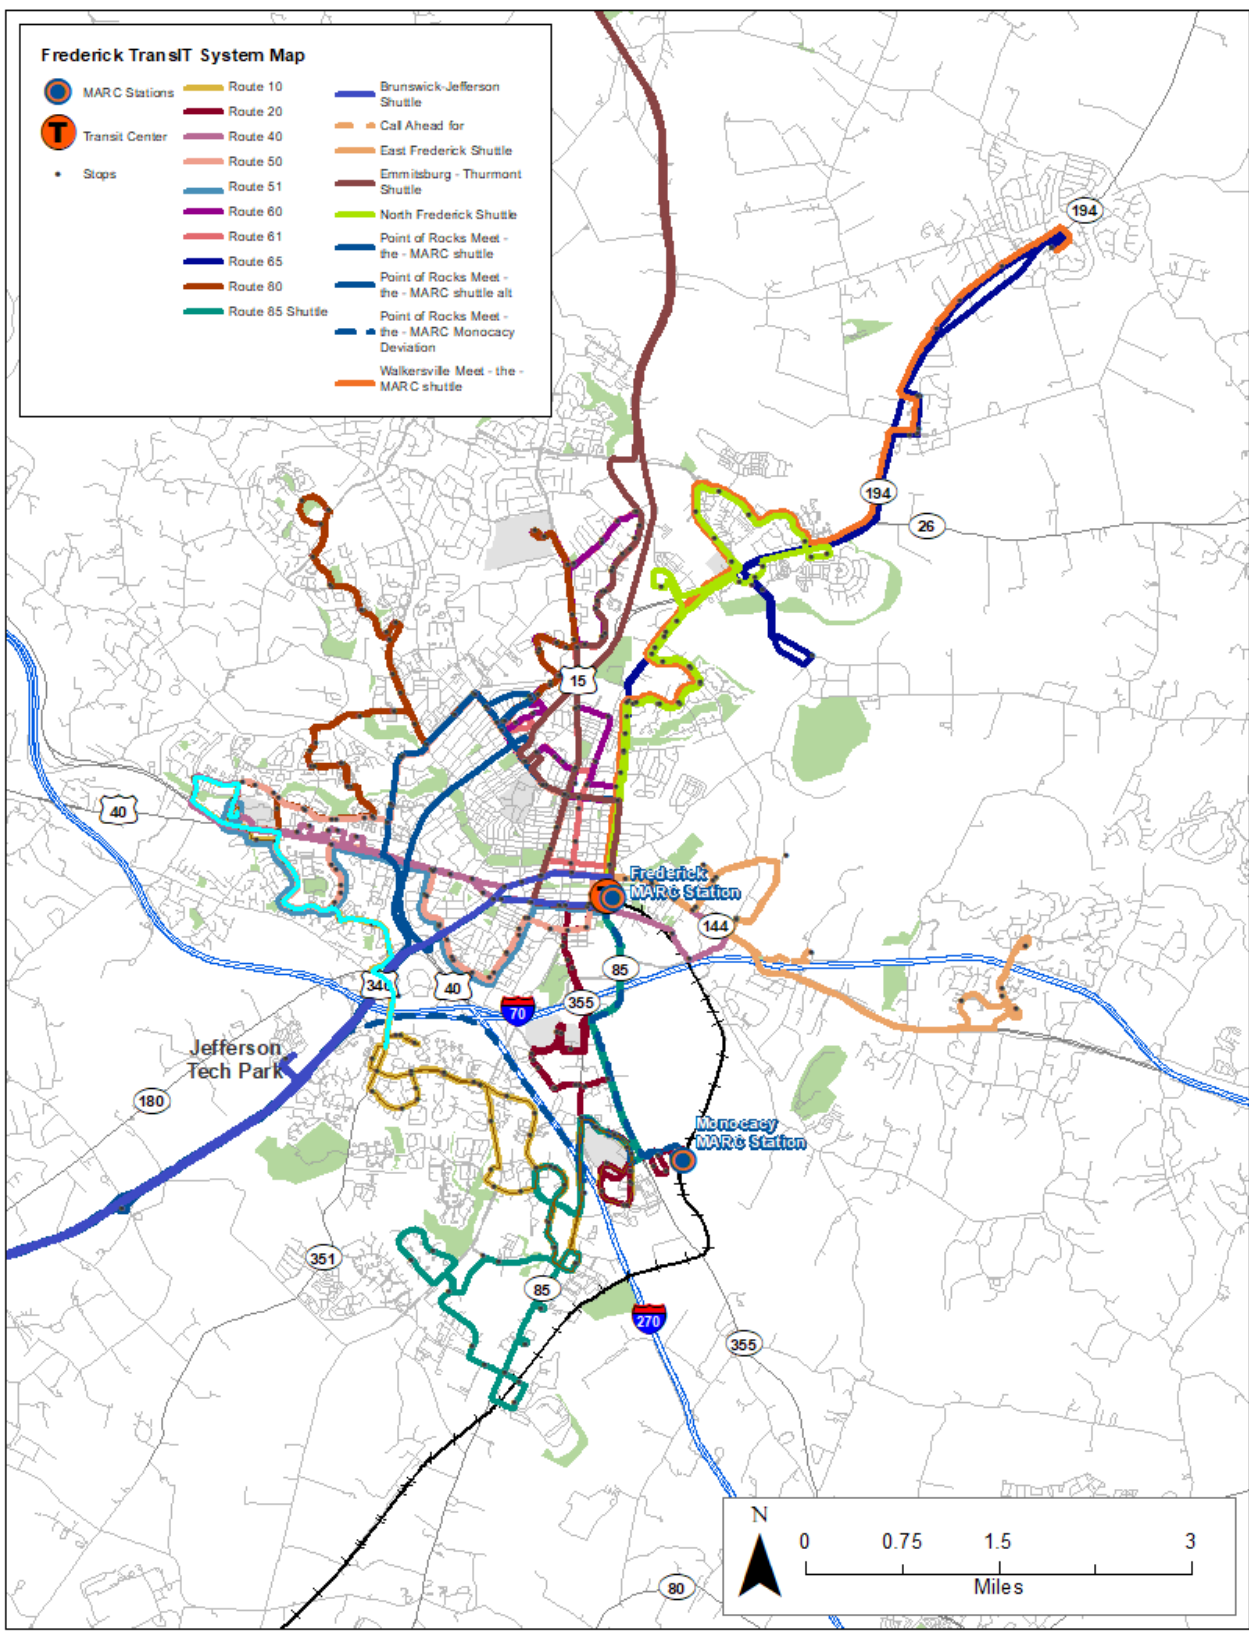 Frederick TransIT System Map
MARC Stations
T
Transit Center
Stops
Route 10
Route 20
Route 40
Route 50
Route 51
Route 60
Route 61
Route 65
Route 80
Route 85 Shuttle
Brunswick-Jefferson
Shuttle
Call Ahead for
East Frederick Shuttle
Emmitsburg - Thurmont
Shuttle
North Frederick Shuttle
Point of Rocks Meet -
the - MARC shuttle
Point of Rocks Meet -
the - MARC shuttle alt
Point of Rocks Meet -
the - MARC Monocacy
Deviation
Walkersville Meet - the -
MARC shuttle
194
194
26
15
40
Frederick
MARC Station
144
85
340
40
355
70
Jefferson
Tech Park
180
Monocacy
MARC Station
351
85
270
355
80
N
0 0.75 1.5 3
Miles